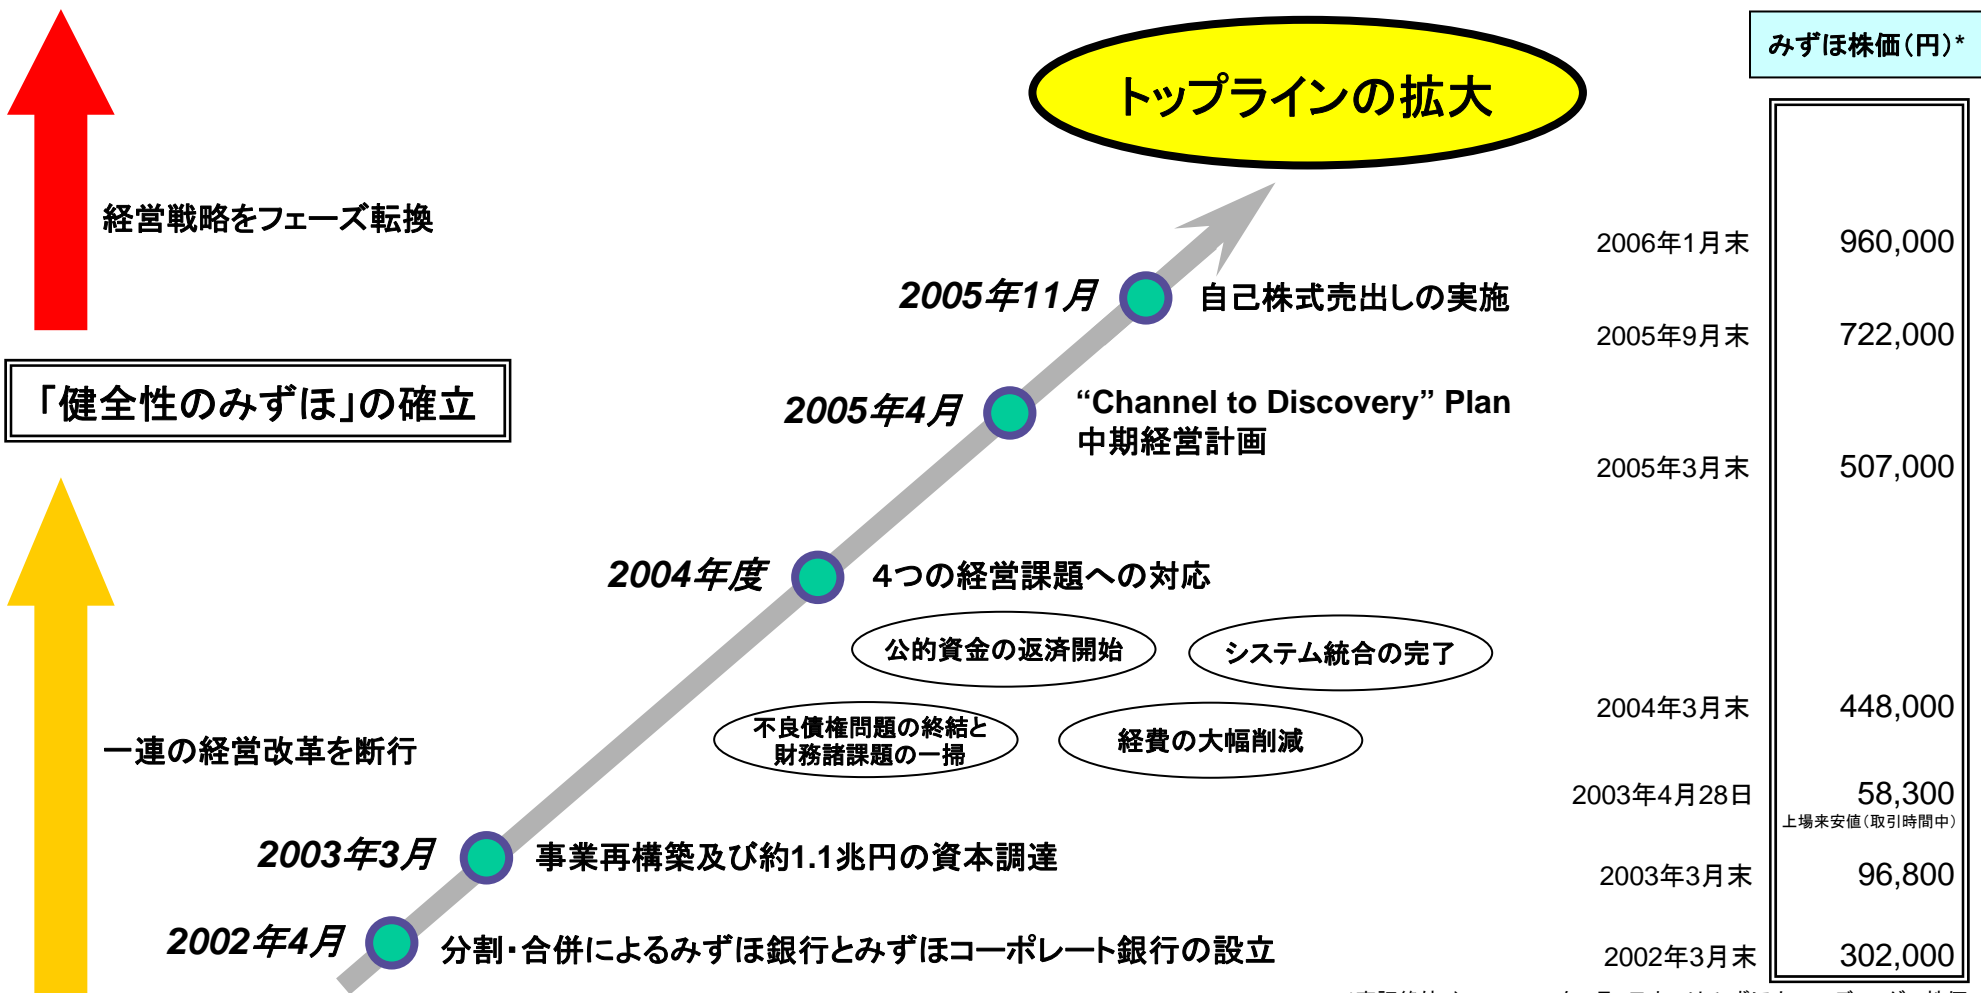 みずほ株価(円)*
トップラインの拡大
経営戦略をフェーズ転換
2006年1月末 960,000
2005年11月 自己株式売出しの実施
2005年9月末 722,000
「健全性のみずほ」の確立
2005年4月 “Channel to Discovery” Plan
中期経営計画
2005年3月末 507,000
2004年度 4つの経営課題への対応
公的資金の返済開始
システム統合の完了
2004年3月末 448,000
不良債権問題の終結と
財務諸課題の一掃
経費の大幅削減
一連の経営改革を断行
2003年4月28日 58,300
上場来安値(取引時間中)
2003年3月 事業再構築及び約1.1兆円の資本調達
2003年3月末 96,800
2002年4月 分割・合併によるみずほ銀行とみずほコーポレート銀行の設立
2002年3月末 302,000